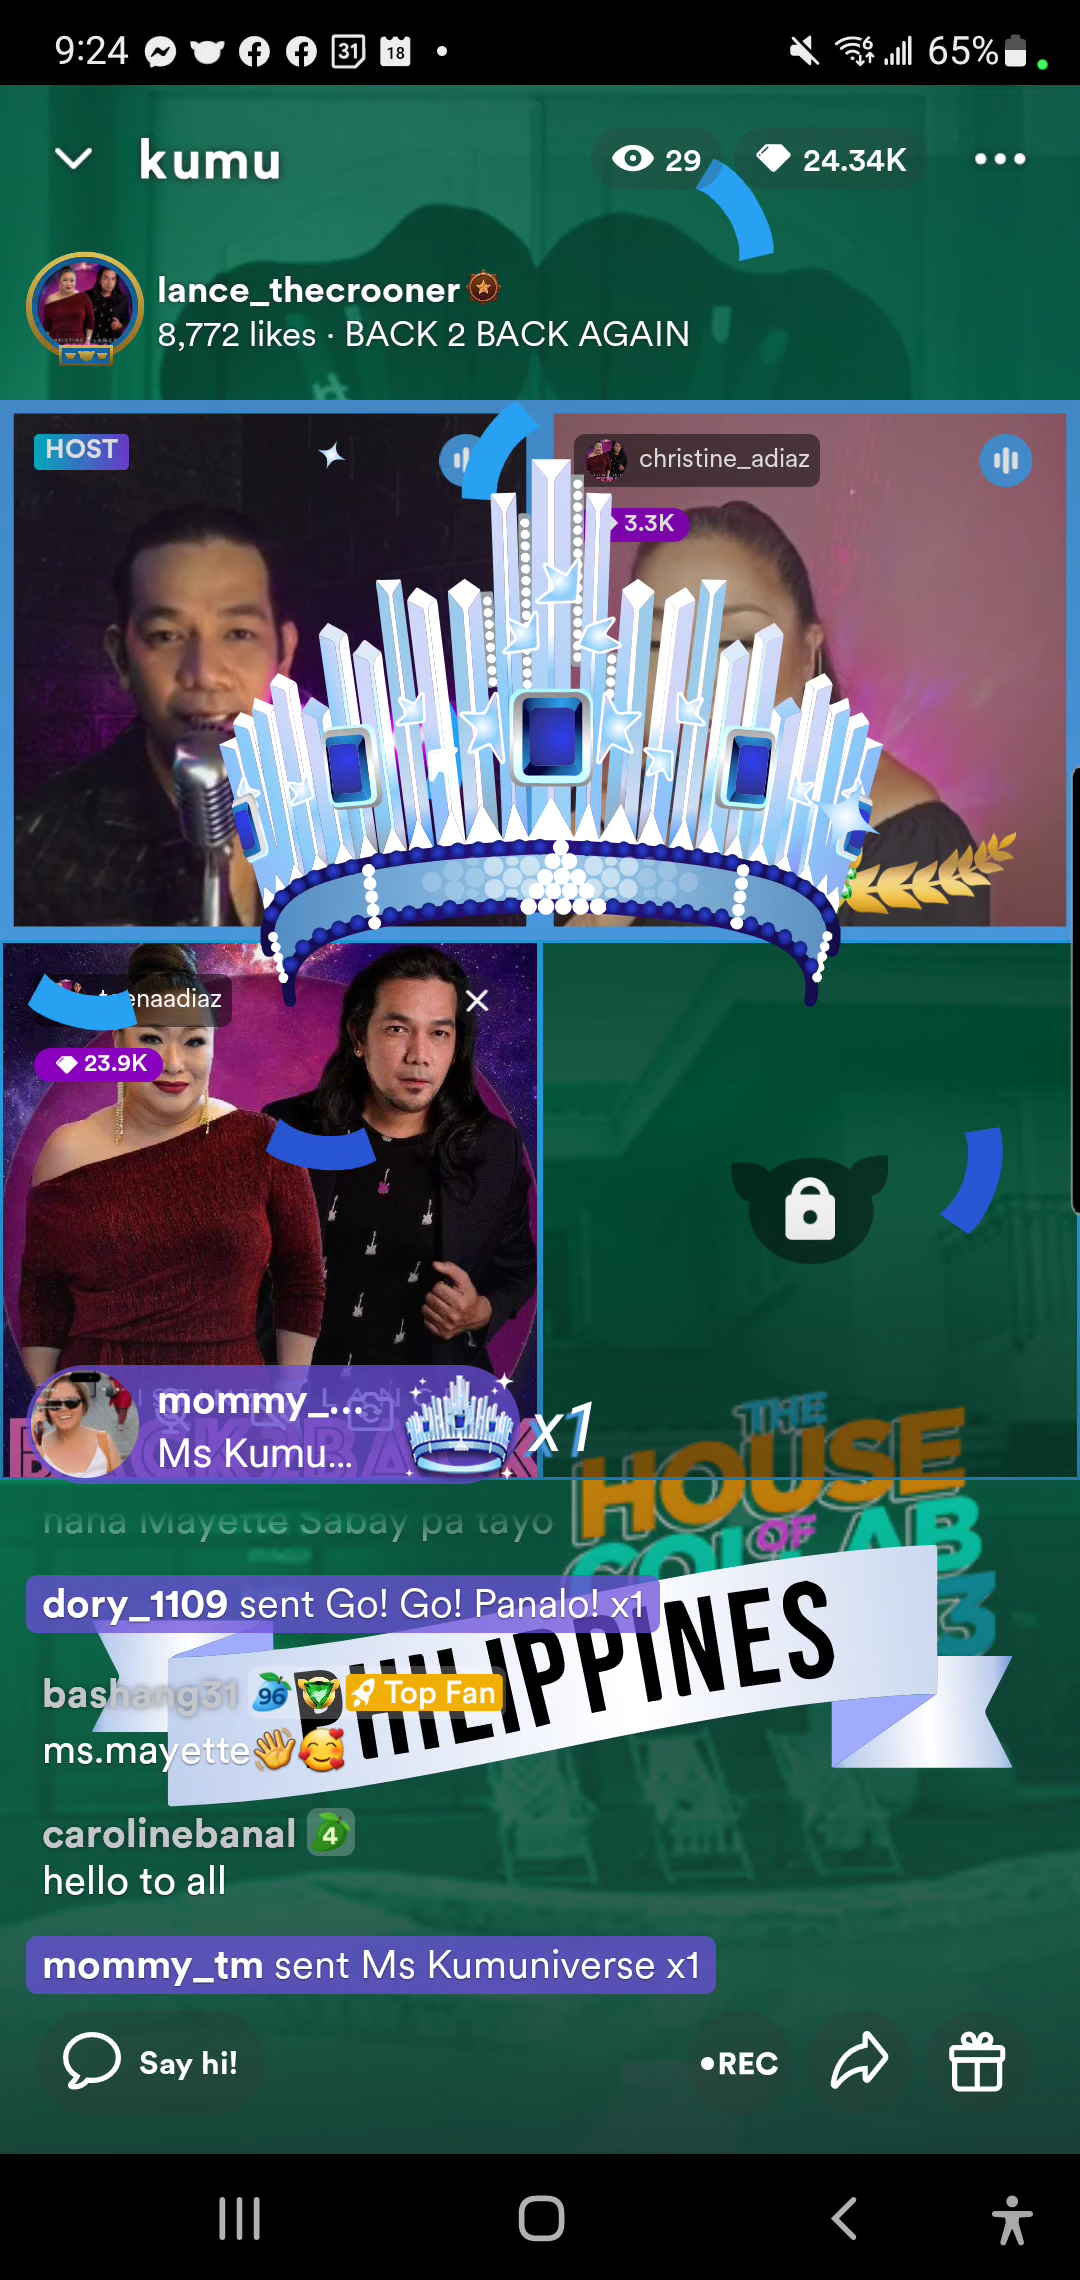 9:24
31
18
6
65%
kumu
29
24.34K
lance_thecrooner
8,772 likes · BACK 2 BACK AGAIN
HOST
christine_adiaz
3.3K
23.9K
mommy_...
Ms Kumu...
x1
THE
HOUSE
OF
3
nana Mayette Sabay pa tayo
dory_1109 sent Go! Go! Panalo! x1
PHILIPPINES
bashang31 96 Top Fan
ms.mayette👋🥰
carolinebanal 4
hello to all
mommy_tm sent Ms Kumuniverse x1
Say hi!
•REC